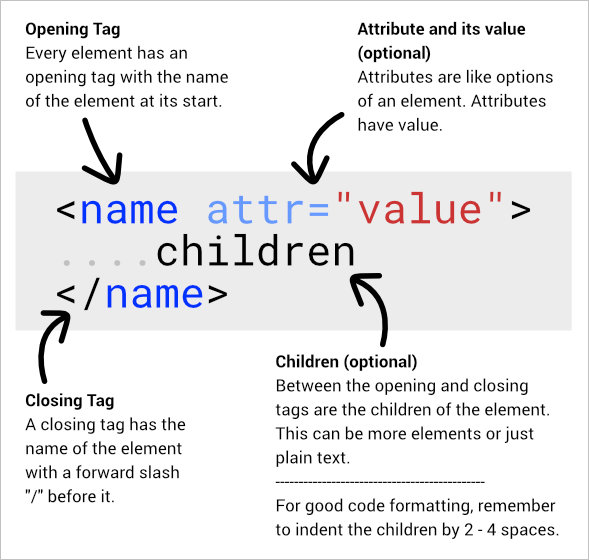 Opening Tag
Every element has an
opening tag with the name
of the element at its start.
Attribute and its value
(optional)
Attributes are like options
of an element. Attributes
have value.
<name attr="value">
....children
</name>
Closing Tag
A closing tag has the
name of the element
with a forward slash
"/" before it.
Children (optional)
Between the opening and closing
tags are the children of the element.
This can be more elements or just
plain text.
---------------------------------------------
For good code formatting, remember
to indent the children by 2 - 4 spaces.